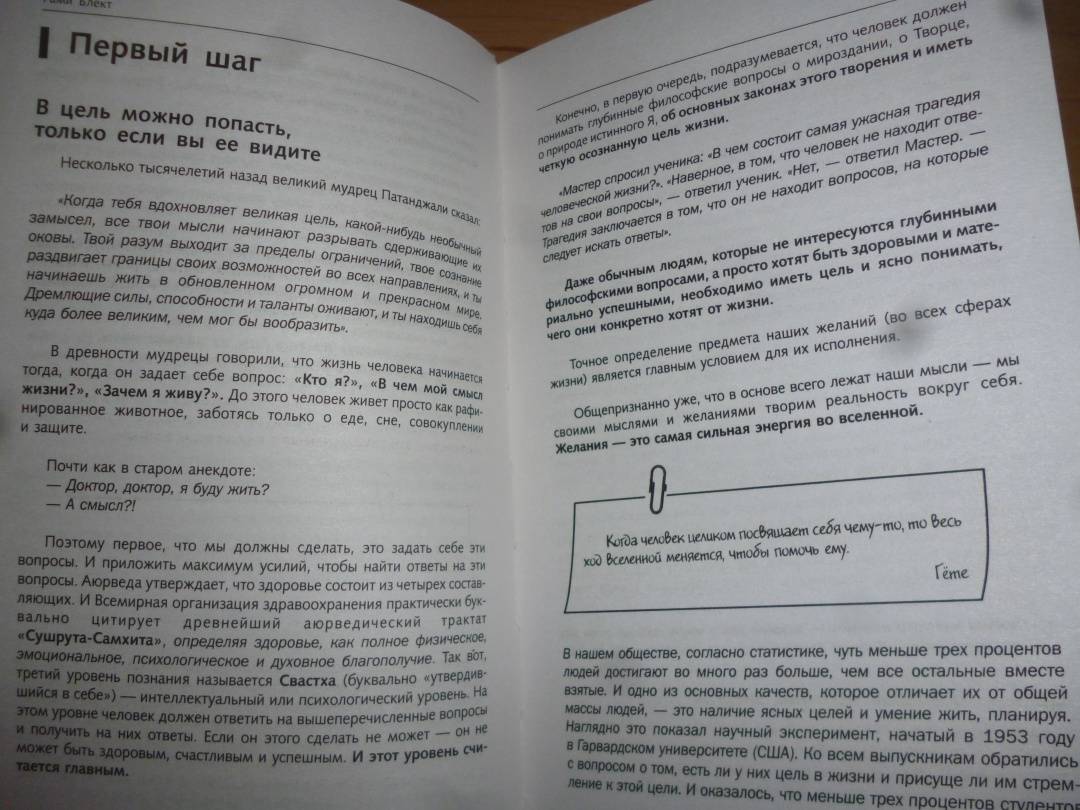 Рами Блект
Первый шаг
В цель можно попасть,
только если вы ее видите
Несколько тысячелетий назад великий мудрец Патанджали сказал:
«Когда тебя вдохновляет великая цель, какой-нибудь необычный
замысел, все твои мысли начинают разрывать сдерживающие их
оковы. Твой разум выходит за пределы ограничений, твое сознание
раздвигает границы своих возможностей во всех направлениях, и ты
начинаешь жить в обновленном огромном и прекрасном мире.
Дремлющие силы, способности и таланты оживают, и ты находишь себя
куда более великим, чем мог бы вообразить».
В древности мудрецы говорили, что жизнь человека начинается
тогда, когда он задает себе вопрос: «Кто я?», «В чем мой смысл
жизни?», «Зачем я живу?». До этого человек живет просто как рафи-
нированное животное, заботясь только о еде, сне, совокуплении
и защите.
Почти как в старом анекдоте:
— Доктор, доктор, я буду жить?
— А смысл?!
Поэтому первое, что мы должны сделать, это задать себе эти
вопросы. И приложить максимум усилий, чтобы найти ответы на эти
вопросы. Аюрведа утверждает, что здоровье состоит из четырех состав-
ляющих. И Всемирная организация здравоохранения практически бук-
вально цитирует древнейший аюрведический трактат
«Сушрута-Самхита», определяя здоровье, как полное физическое,
эмоциональное, психологическое и духовное благополучие. Так вот,
третий уровень познания называется Свастха (буквально «утвердив-
шийся в себе») — интеллектуальный или психологический уровень. На
этом уровне человек должен ответить на вышеперечисленные вопросы
и получить на них ответы. Если он этого сделать не может — он не
может быть здоровым, счастливым и успешным. И этот уровень счи-
тается главным.
Конечно, в первую очередь, подразумевается, что человек должен
понимать глубинные философские вопросы о мироздании, о Творце,
о природе истинного Я, об основных законах этого творения и иметь
четкую осознанную цель жизни.
«Мастер спросил ученика: «В чем состоит самая ужасная трагедия
человеческой жизни?». «Наверное, в том, что человек не находит отве-
тов на свои вопросы», — ответил ученик. «Нет, — ответил Мастер. —
Трагедия заключается в том, что он не находит вопросов, на которые
следует искать ответы».
Даже обычным людям, которые не интересуются глубинными
философскими вопросами, а просто хотят быть здоровыми и мате-
риально успешными, необходимо иметь цель и ясно понимать,
чего они конкретно хотят от жизни.
Точное определение предмета наших желаний (во всех сферах
жизни) является главным условием для их исполнения.
Общепризнанно уже, что в основе всего лежат наши мысли — мы
своими мыслями и желаниями творим реальность вокруг себя.
Желания — это самая сильная энергия во вселенной.
Когда человек целиком посвящает себя чему-то, то весь
ход вселенной меняется, чтобы помочь ему.
Гёте
В нашем обществе, согласно статистике, чуть меньше трех процентов
людей достигают во много раз больше, чем все остальные вместе
взятые. И одно из основных качеств, которое отличает их от общей
массы людей, — это наличие ясных целей и умение жить, планируя.
Наглядно это показал научный эксперимент, начатый в 1953 году
в Гарвардском университете (США). Ко всем выпускникам обратились
с вопросом о том, есть ли у них цель в жизни и присуще ли им стрем-
ление к этой цели. И оказалось, что меньше трех процентов студенто